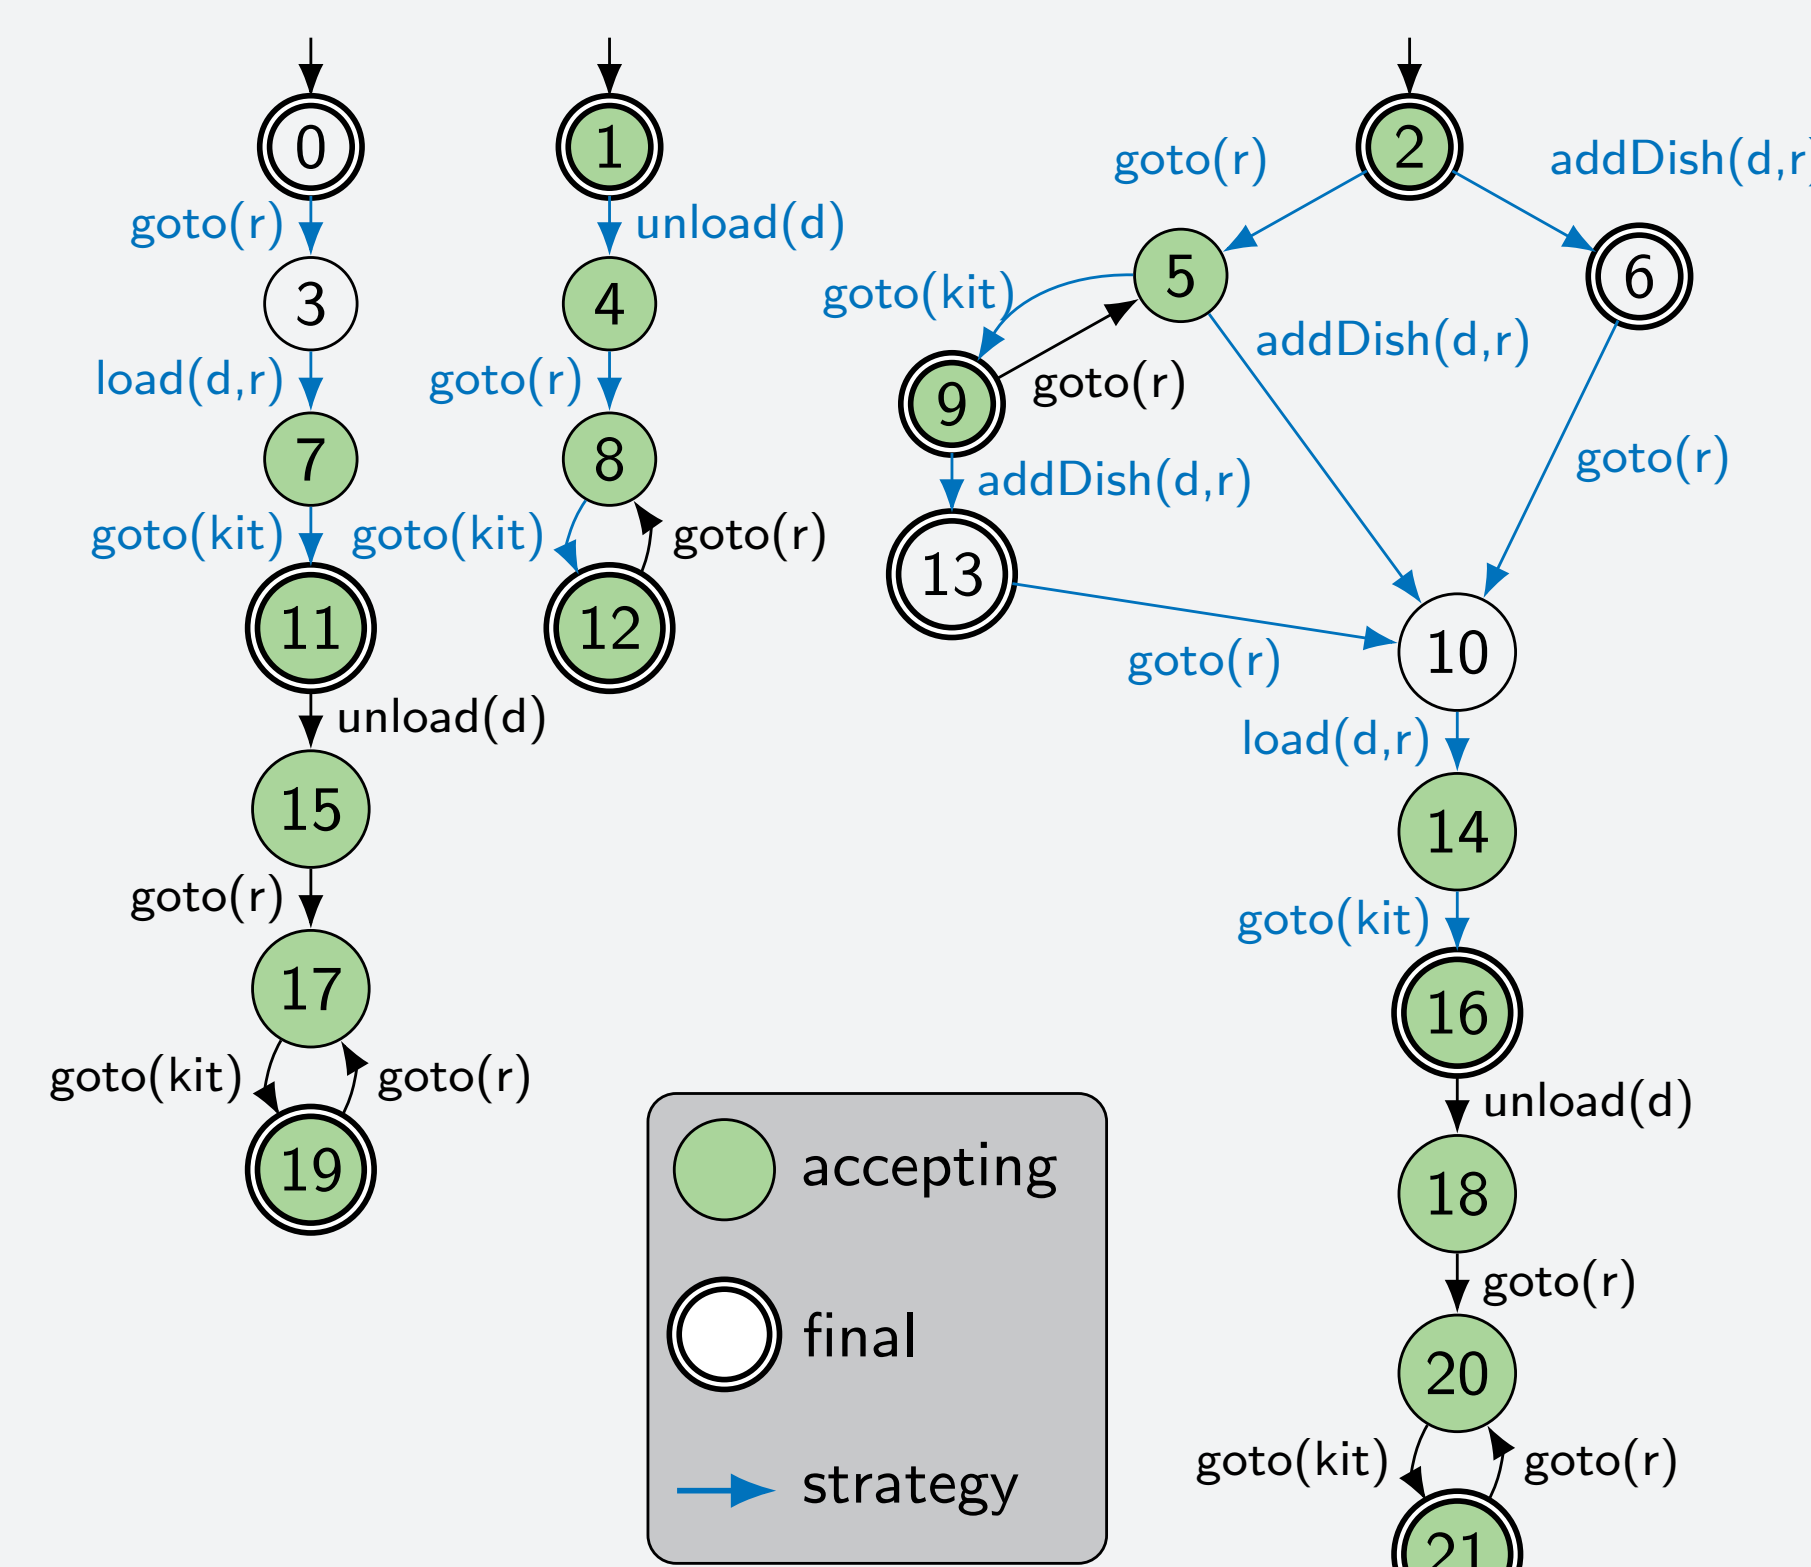 0
1
2
goto(r)
addDish(d,r)
goto(r)
unload(d)
5
6
3
4
goto(kit)
addDish(d,r)
load(d,r)
goto(r)
goto(r)
9
7
8
addDish(d,r)
goto(r)
goto(kit)
goto(kit)
goto(r)
13
11
12
goto(r)
10
unload(d)
load(d,r)
15
14
goto(r)
goto(kit)
17
16
goto(kit)
goto(r)
unload(d)
19
accepting
18
goto(r)
final
20
goto(kit)
goto(r)
strategy
21